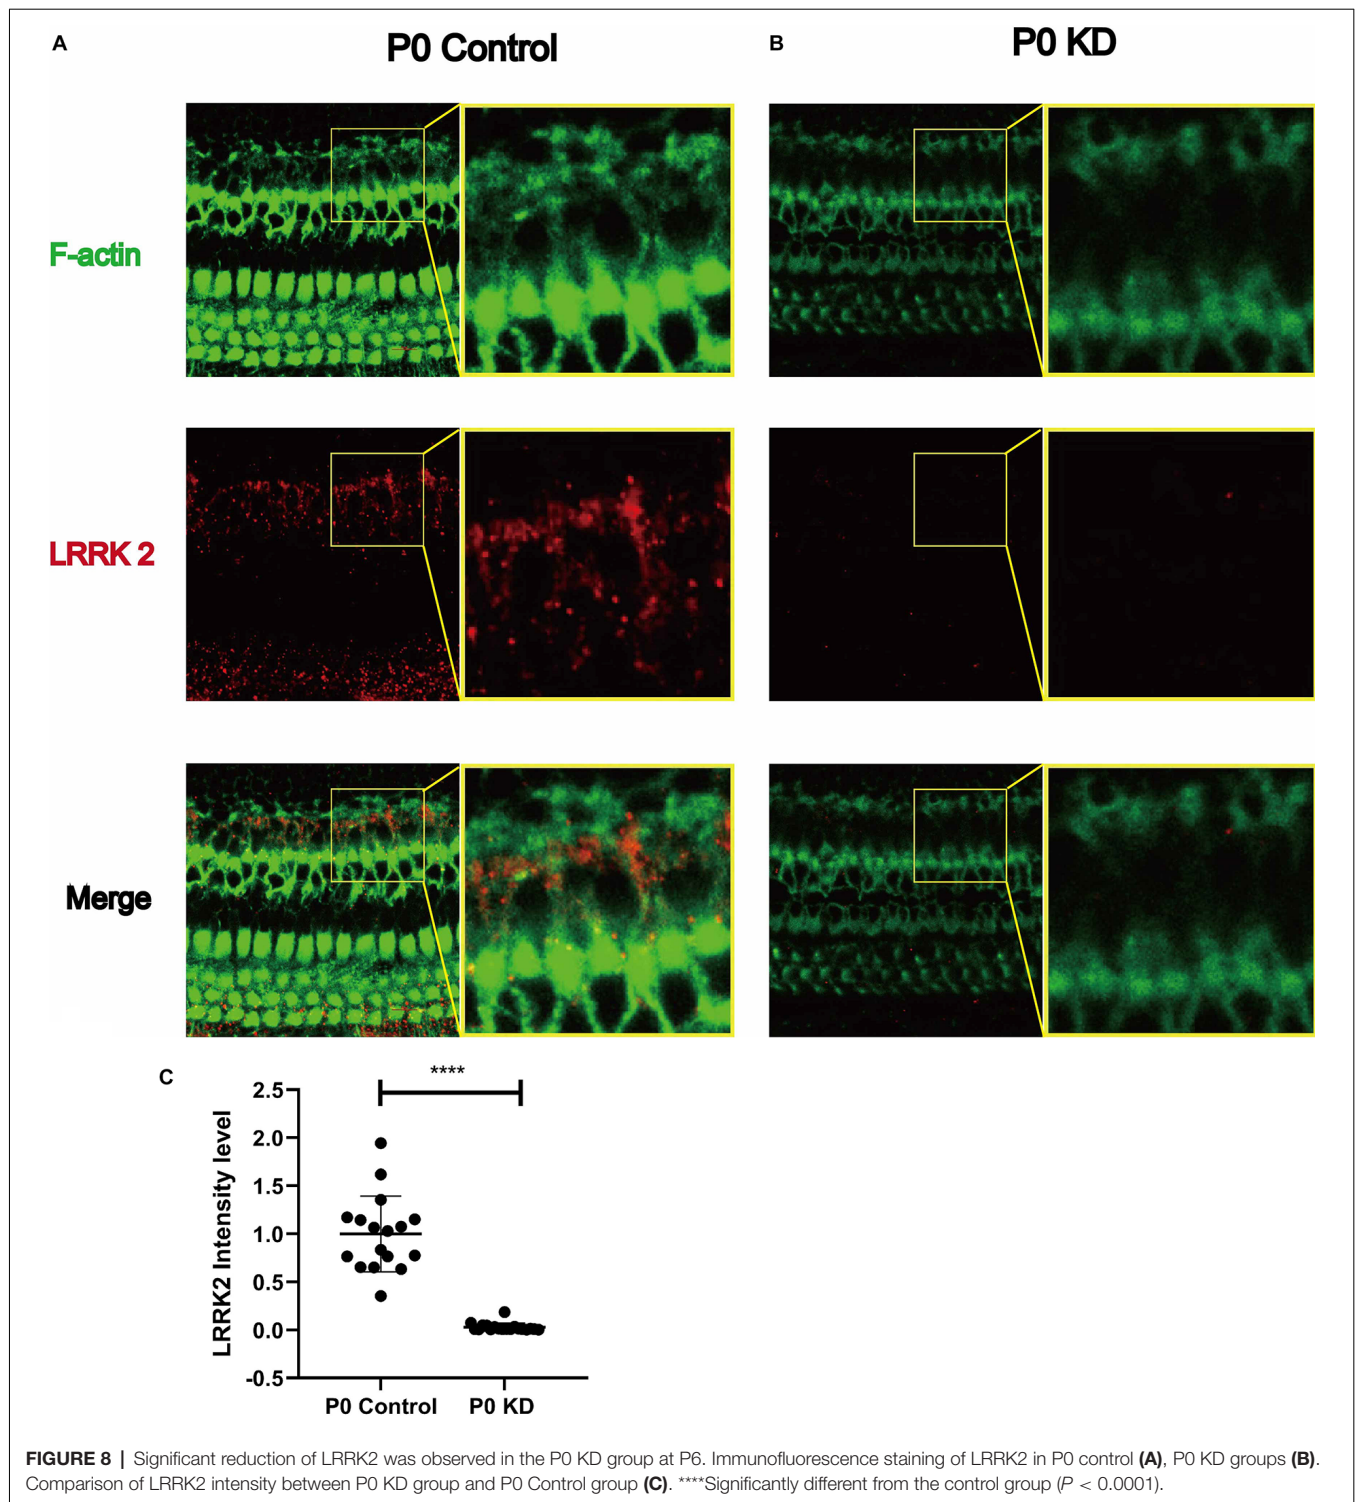 A
P0 Control
B
P0 KD
F-actin
LRRK 2
Merge
C
****
2.5
2.0
1.5
1.0
0.5
0.0
-0.5
LRRK2 Intensity level
P0 Control
P0 KD
FIGURE 8 | Significant reduction of LRRK2 was observed in the P0 KD group at P6. Immunofluorescence staining of LRRK2 in P0 control (A), P0 KD groups (B).
Comparison of LRRK2 intensity between P0 KD group and P0 Control group (C). ****Significantly different from the control group (P < 0.0001).